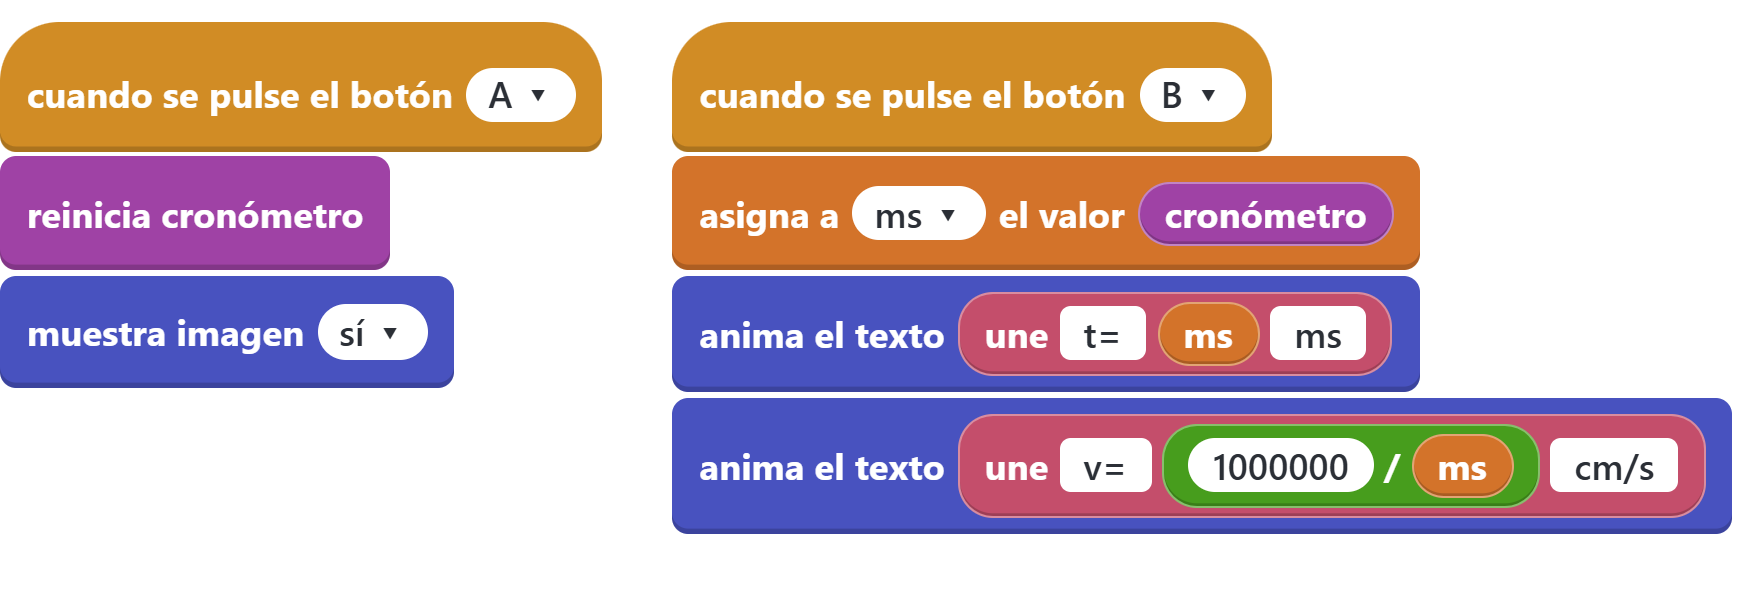 cuando se pulse el botón A
reinicia cronómetro
muestra imagen sí
cuando se pulse el botón B
asigna a ms el valor cronómetro
anima el texto une t= ms ms
anima el texto une v= 1000000 / ms cm/s